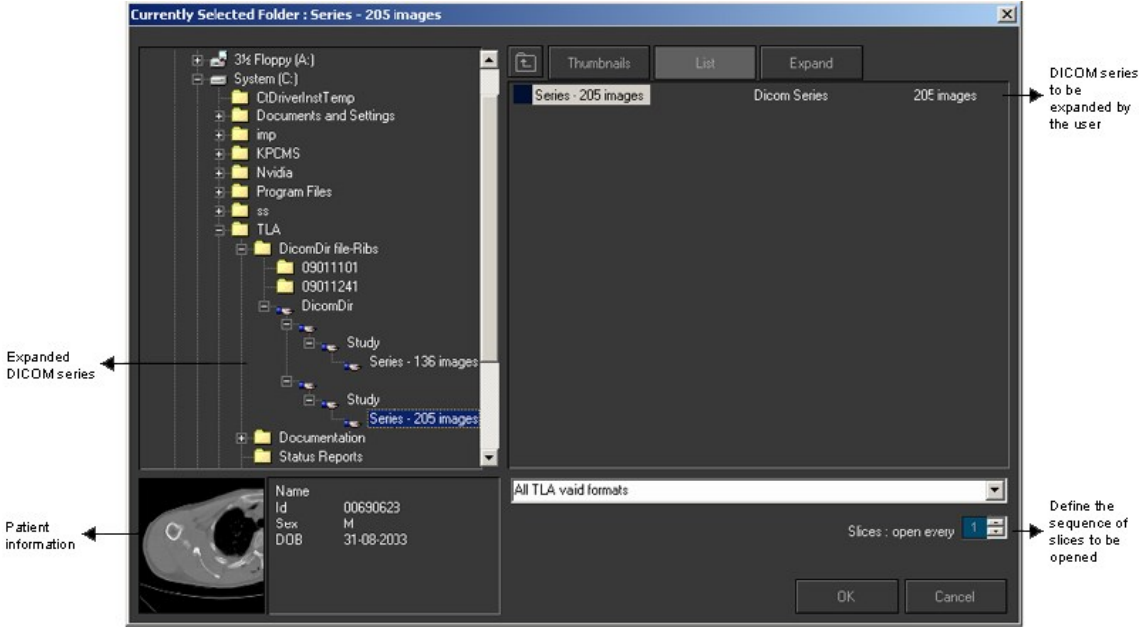 Currently Selected Folder : Series - 205 images
3½ Floppy (A:)
System (C:)
CtDriverInstTemp
Documents and Settings
imp
KPCMS
Nvidia
Program Files
ss
TLA
DicomDir file-Ribs
09011101
09011241
DicomDir
Study
Series - 136 images
Study
Series - 205 images
Documentation
Status Reports
Thumbnails List Expand
Series - 205 images Dicom Series 205 images
DICOM series
to be
expanded by
the user
Expanded
DICOM series
Patient
information
Name
Id 00690623
Sex M
DOB 31-08-2003
All TLA vaid formats
Slices : open every 1
Define the
sequence of
slices to be
opened
OK Cancel